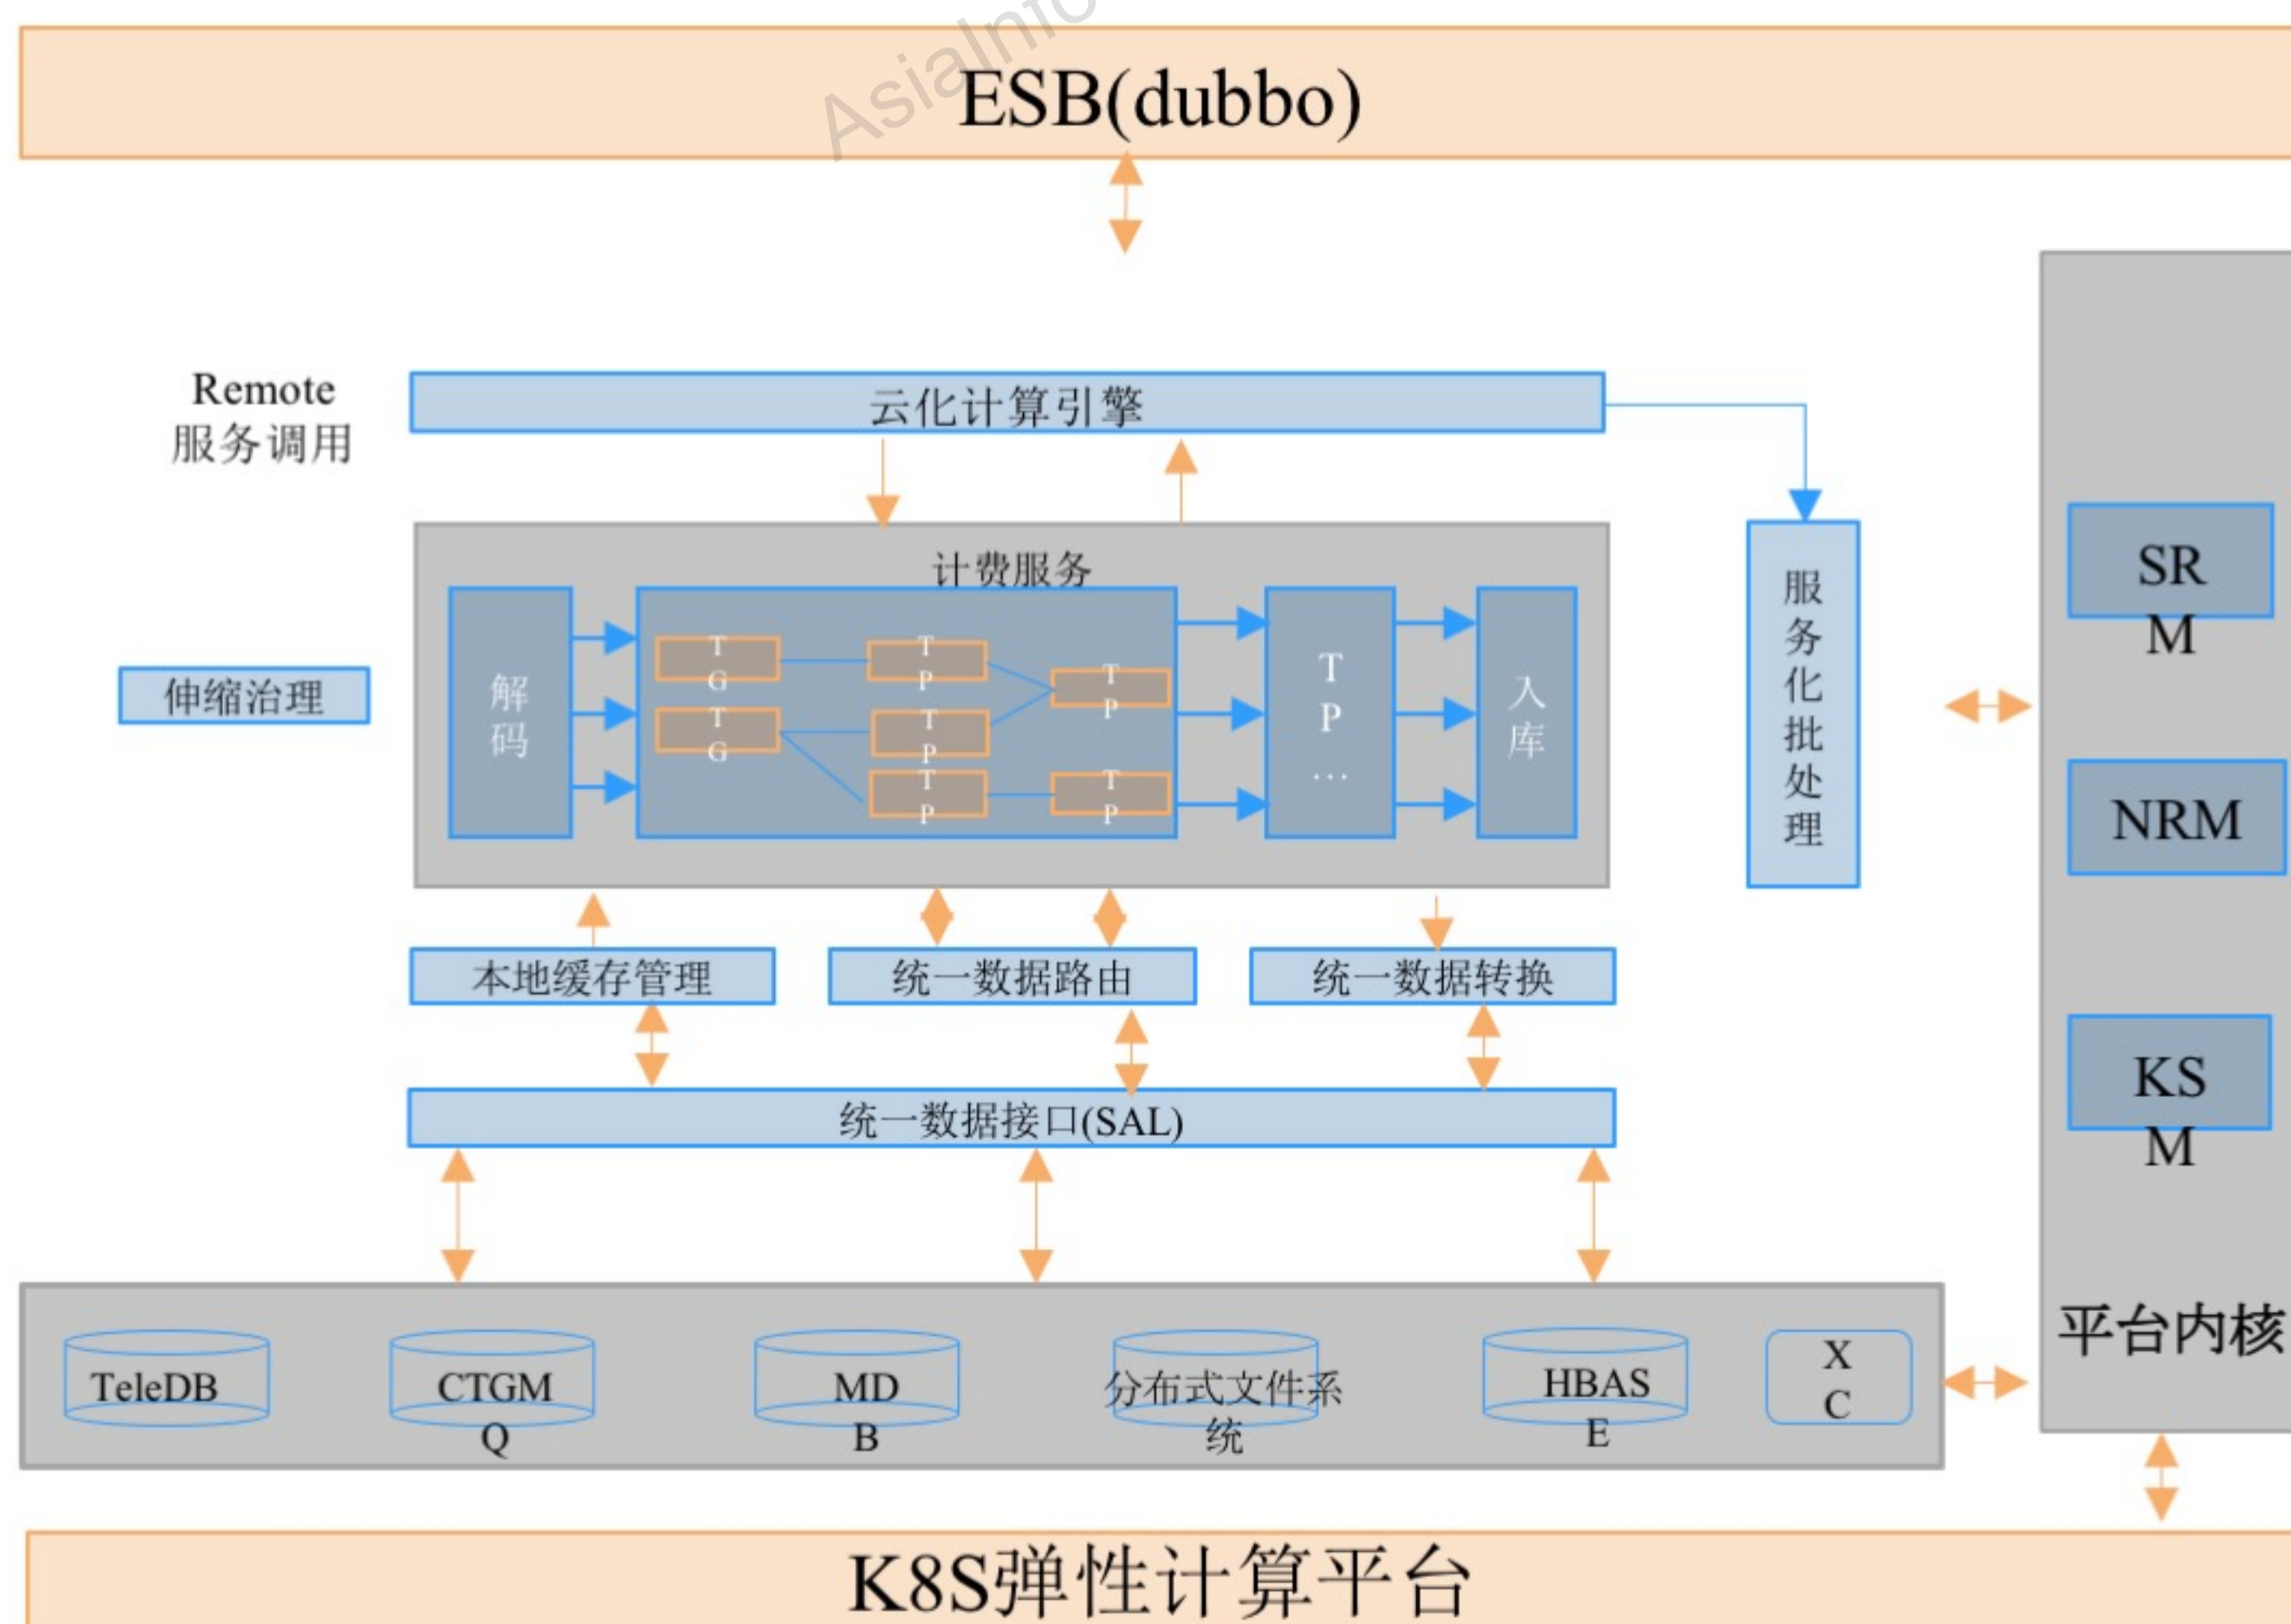 AsiaInfo
ESB(dubbo)
Remote
服务调用
云化计算引擎
计费服务
伸缩治理
解
码
T
G
T
G
T
P
T
P
T
P
T
P
T
P
T
P
…
入
库
服
务
化
批
处
理
SR
M
NRM
KS
M
平台内核
本地缓存管理
统一数据路由
统一数据转换
统一数据接口(SAL)
TeleDB
CTGM
Q
MD
B
分布式文件系
统
HBAS
E
X
C
K8S弹性计算平台